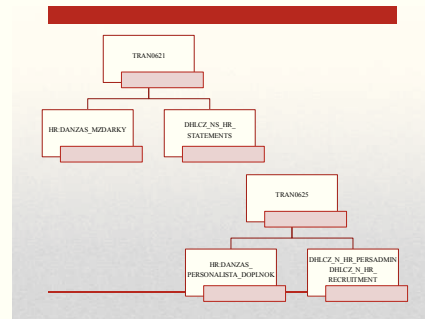 TRAN0621
HR:DANZAS_MZDARKY
DHLCZ_NS_HR_
STATEMENTS
TRAN0625
HR:DANZAS_
PERSONALISTA_DOPLNOK
DHLCZ_N_HR_PERSADMIN
DHLCZ_N_HR_
RECRUITMENT